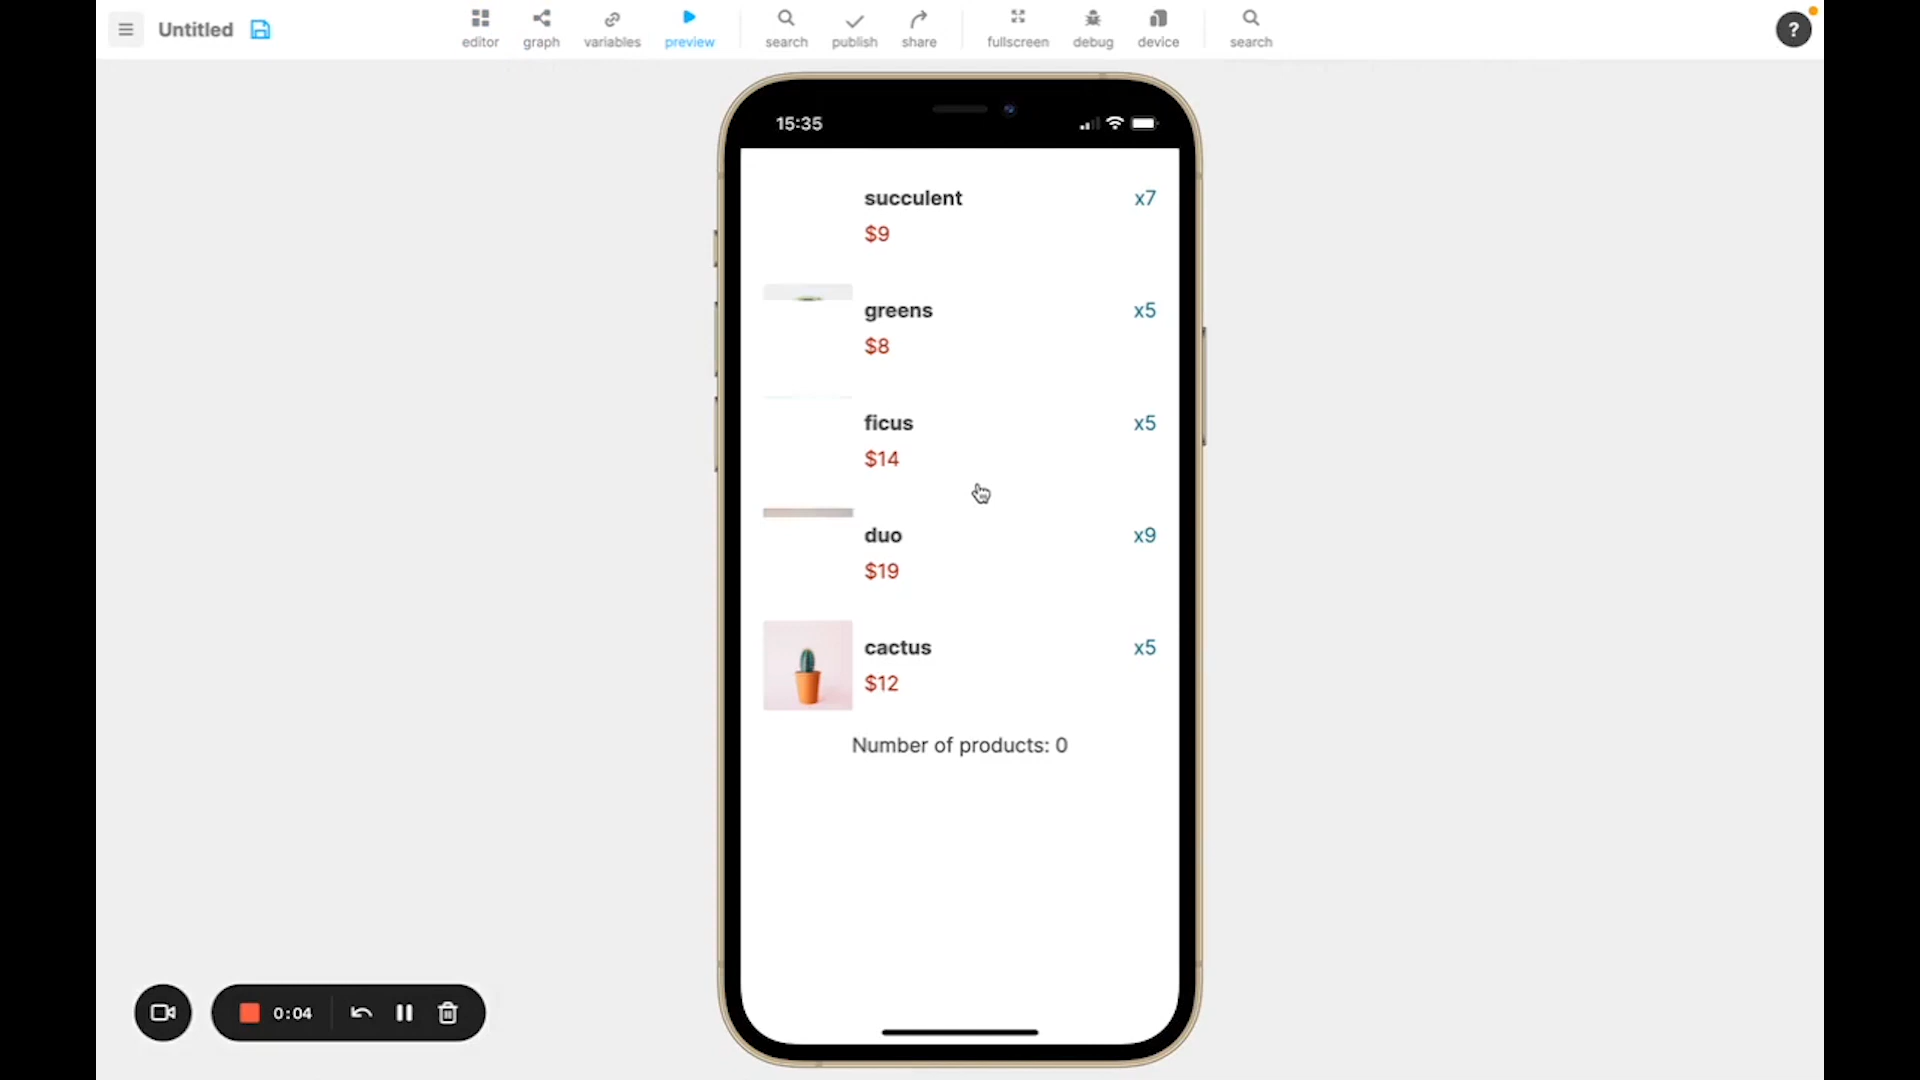 Untitled
editor graph variables preview search publish share fullscreen debug device search
?
15:35
succulent x7
$9
greens x5
$8
ficus x5
$14
duo x9
$19
cactus x5
$12
Number of products: 0
0:04